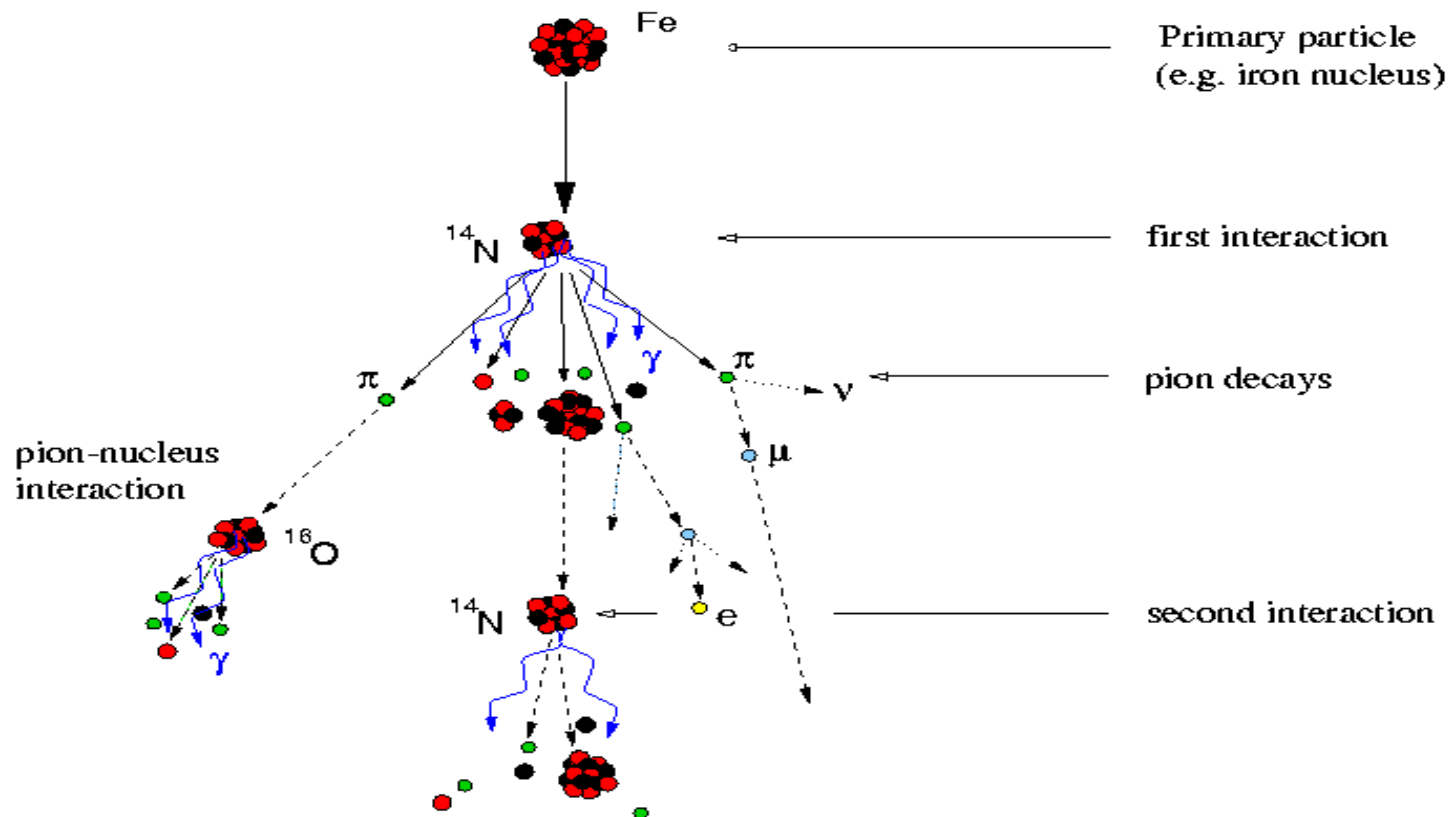 Fe
Primary particle
(e.g. iron nucleus)
¹⁴N
first interaction
γ
π
π
ν
pion decays
μ
pion-nucleus
interaction
¹⁶O
¹⁴N
e
second interaction
γ